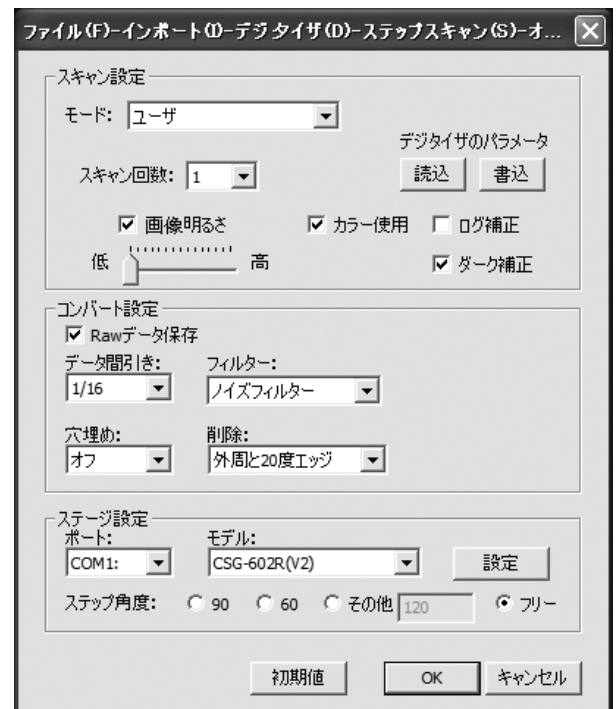 ファイル(F)-インポート(I)-デジタイザ(D)-ステップスキャン(S)-オ...
スキャン設定
モード: ユーザ
デジタイザのパラメータ
スキャン回数: 1 読込 書込
画像明るさ カラー使用 ログ補正
低 高 ダーク補正
コンバート設定
Rawデータ保存
データ間引き: フィルター:
1/16 ノイズフィルター
穴埋め: 削除:
オフ 外周と20度エッジ
ステージ設定
ポート: モデル:
COM1: CSG-602R(V2) 設定
ステップ角度: 90 60 その他 120 フリー
初期値 OK キャンセル